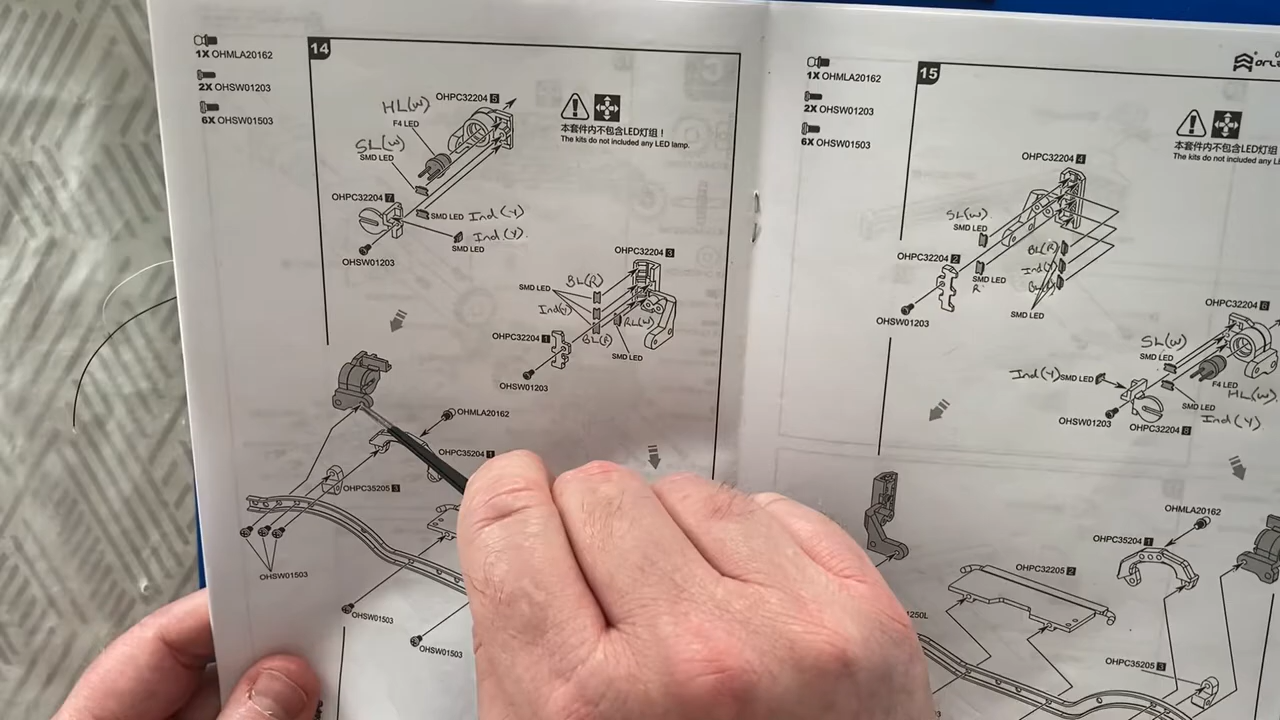 1X OHMLA20162
2X OHSW01203
6X OHSW01503
14
OHPC32204 5
HL(W)
F4 LED
SL(W)
SMD LED
本套件内不包含LED灯组！
The kits do not included any LED lamp.
OHPC32204 7
SMD LED Ind(Y)
Ind(Y).
SMD LED
OHSW01203
OHPC32204 3
BL(R)
SMD LED
Ind(Y)
RL(W)
BL(R)
OHPC32204 1
SMD LED
OHSW01203
OHMLA20162
OHPC35204 1
OHPC35205 3
OHSW01503
OHSW01503
OHSW01503
1X OHMLA20162
2X OHSW01203
6X OHSW01503
15
本套件内不包含LED灯组
The kits do not included any LE
OHPC32204 4
SL(W)
SMD LED
BL(R)
OHPC32204 2
Ind(Y)
SMD LED
R
SMD LED
OHSW01203
OHPC32204 6
SL(W)
SMD LED
Ind(Y) SMD LED
F4 LED
HL(W)
SMD LED
OHSW01203
Ind(Y)
OHPC32204 8
OHMLA20162
OHPC35204 1
OHPC32205 2
1250L
OHPC35205 3